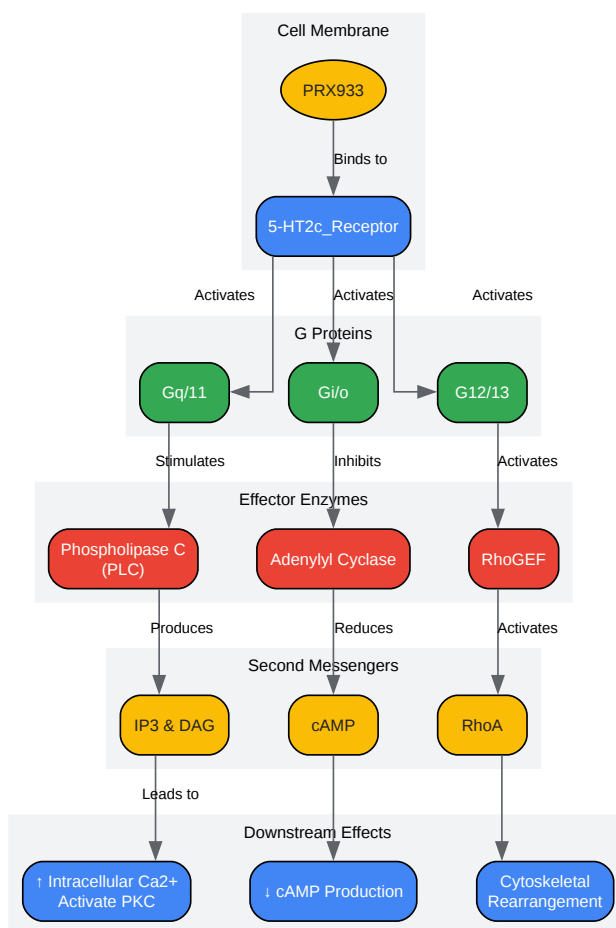 Cell Membrane
PRX933
Binds to
5-HT2c_Receptor
Activates
Activates
Activates
G Proteins
Gq/11
Gi/o
G12/13
Stimulates
Inhibits
Activates
Effector Enzymes
Phospholipase C
(PLC)
Adenylyl Cyclase
RhoGEF
Produces
Reduces
Activates
Second Messengers
IP3 & DAG
cAMP
RhoA
Leads to
Downstream Effects
↑ Intracellular Ca2+
Activate PKC
↓ cAMP Production
Cytoskeletal
Rearrangement